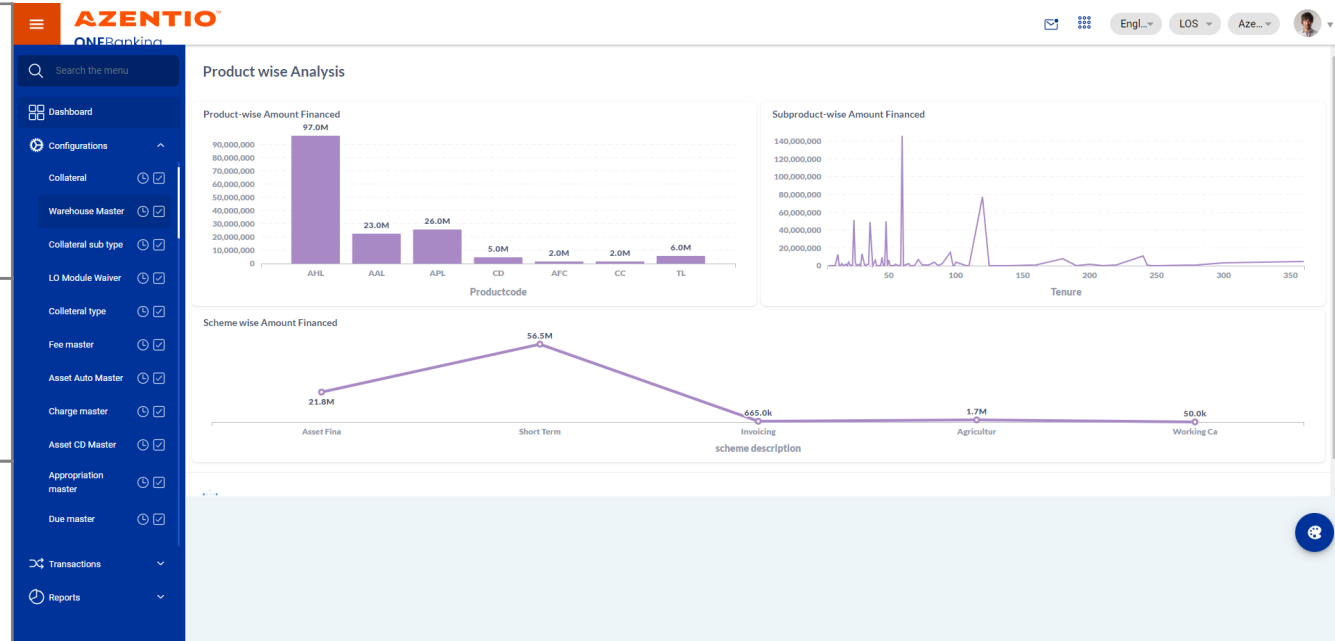 AZENTIO
ONEBanking
Engl...
LOS
Aze...
Search the menu
Dashboard
Configurations
Collateral
Warehouse Master
Collateral sub type
LO Module Waiver
Colleteral type
Fee master
Asset Auto Master
Charge master
Asset CD Master
Appropriation
master
Due master
Transactions
Reports
Product wise Analysis
Product-wise Amount Financed
97.0M
90,000,000
80,000,000
70,000,000
60,000,000
50,000,000
40,000,000
30,000,000
20,000,000
10,000,000
0
23.0M
26.0M
5.0M
2.0M
2.0M
6.0M
AHL AAL APL CD AFC CC TL
Productcode
Subproduct-wise Amount Financed
140,000,000
120,000,000
100,000,000
80,000,000
60,000,000
40,000,000
20,000,000
0
50 100 150 200 250 300 350
Tenure
Scheme wise Amount Financed
56.5M
21.8M
665.0k
1.7M
50.0k
Asset Fina Short Term Invoicing Agricultur Working Ca
scheme description